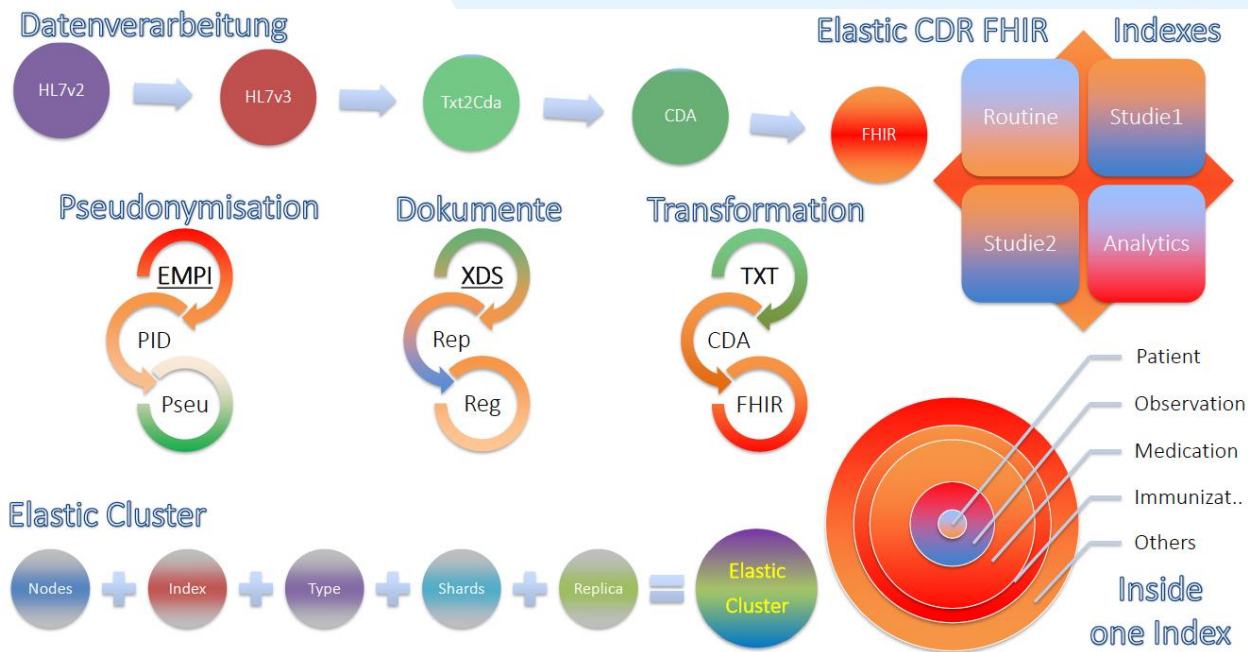 Datenverarbeitung
HL7v2
HL7v3
Txt2Cda
CDA
FHIR
Elastic CDR FHIR
Indexes
Routine
Studie1
Studie2
Analytics
Pseudonymisation
EMPI
PID
Pseu
Dokumente
XDS
Rep
Reg
Transformation
TXT
CDA
FHIR
Patient
Observation
Medication
Immunizat..
Others
Inside
one Index
Elastic Cluster
Nodes
+
Index
+
Type
+
Shards
+
Replica
=
Elastic
Cluster